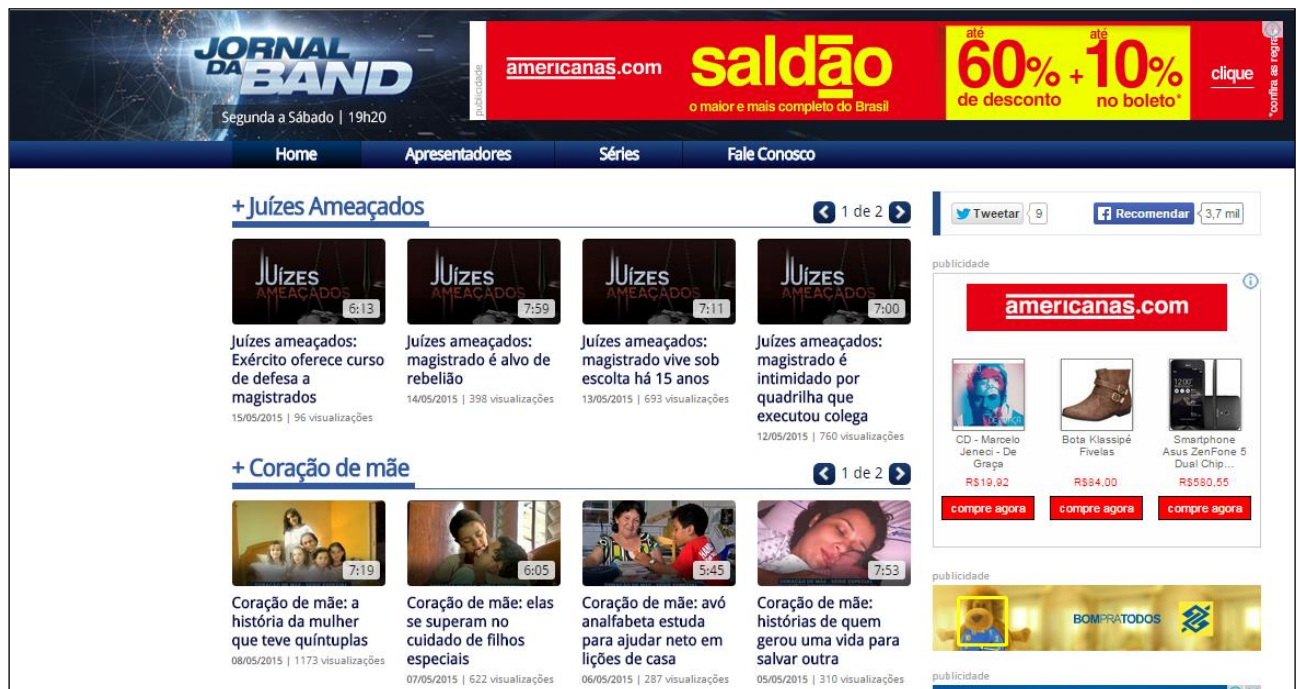 JORNAL
DA BAND
Segunda a Sábado | 19h20
publicidade
americanas.com
saldão
o maior e mais completo do Brasil
até
60%
de desconto
+
até
10%
no boleto*
clique
*confira as regras
Home Apresentadores Séries Fale Conosco
+ Juízes Ameaçados
1 de 2
JUÍZES
AMEAÇADOS
6:13
JUÍZES
AMEAÇADOS
7:59
JUÍZES
AMEAÇADOS
7:11
JUÍZES
AMEAÇADOS
7:00
Juízes ameaçados:
Exército oferece curso
de defesa a
magistrados
15/05/2015 | 96 visualizações
Juízes ameaçados:
magistrado é alvo de
rebelião
14/05/2015 | 398 visualizações
Juízes ameaçados:
magistrado vive sob
escolta há 15 anos
13/05/2015 | 693 visualizações
Juízes ameaçados:
magistrado é
intimidado por
quadrilha que
executou colega
12/05/2015 | 760 visualizações
+ Coração de mãe
1 de 2
7:19
6:05
5:45
7:53
Coração de mãe: a
história da mulher
que teve quíntuplas
08/05/2015 | 1173 visualizações
Coração de mãe: elas
se superam no
cuidado de filhos
especiais
07/05/2015 | 622 visualizações
Coração de mãe: avó
analfabeta estuda
para ajudar neto em
lições de casa
06/05/2015 | 287 visualizações
Coração de mãe:
histórias de quem
gerou uma vida para
salvar outra
05/05/2015 | 310 visualizações
Tweetar 9
Recomendar 3,7 mil
publicidade
americanas.com
CD - Marcelo
Jeneci - De
Graça
R$19,92
compre agora
Bota Klassipé
Fivelas
R$84,00
compre agora
Smartphone
Asus ZenFone 5
Dual Chip...
R$580,55
compre agora
publicidade
BOMPRATODOS
publicidade